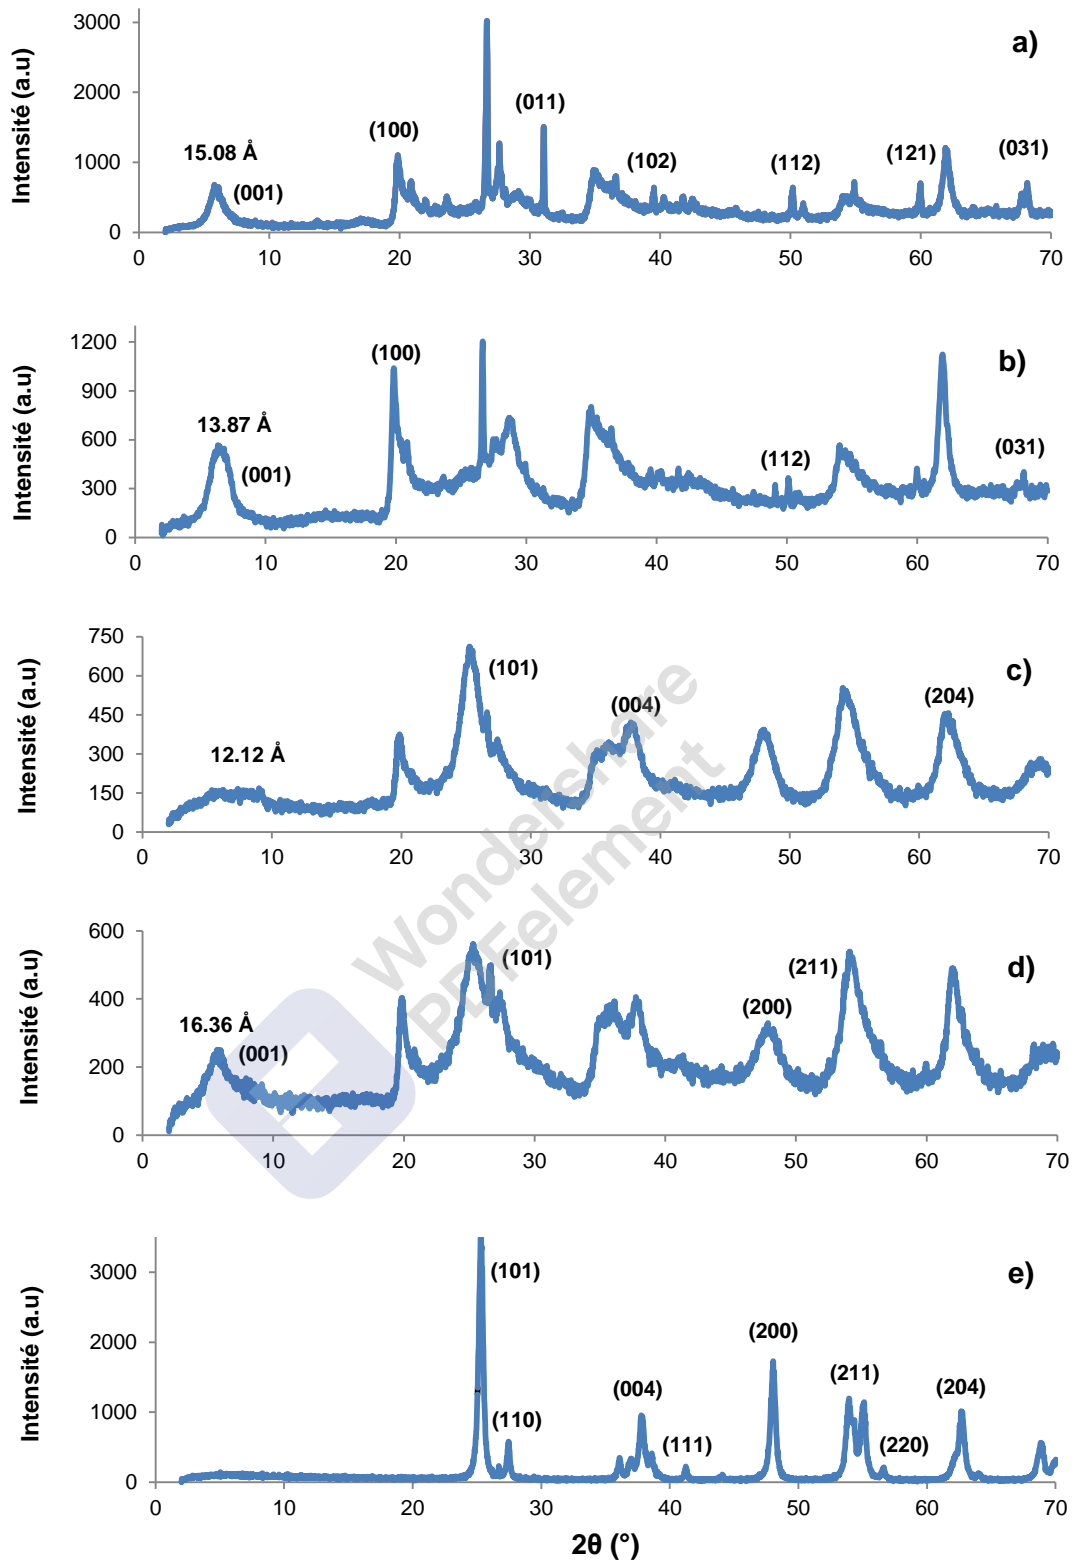 a)
Intensité (a.u)
3000
2000
1000
0
15.08 Å
(001)
(100)
(011)
(102)
(112)
(121)
(031)
0 10 20 30 40 50 60 70
b)
Intensité (a.u)
1200
900
600
300
0
13.87 Å
(001)
(100)
(112)
(031)
0 10 20 30 40 50 60 70
c)
Intensité (a.u)
750
600
450
300
150
0
12.12 Å
(101)
(004)
(204)
0 10 20 30 40 50 60 70
d)
Intensité (a.u)
600
400
200
0
16.36 Å
(001)
(101)
(200)
(211)
0 10 20 30 40 50 60 70
e)
Intensité (a.u)
3000
2000
1000
0
(101)
(110)
(004)
(111)
(200)
(211)
(220)
(204)
0 10 20 30 40 50 60 70
2θ (°)
Wondershare
PDFelement